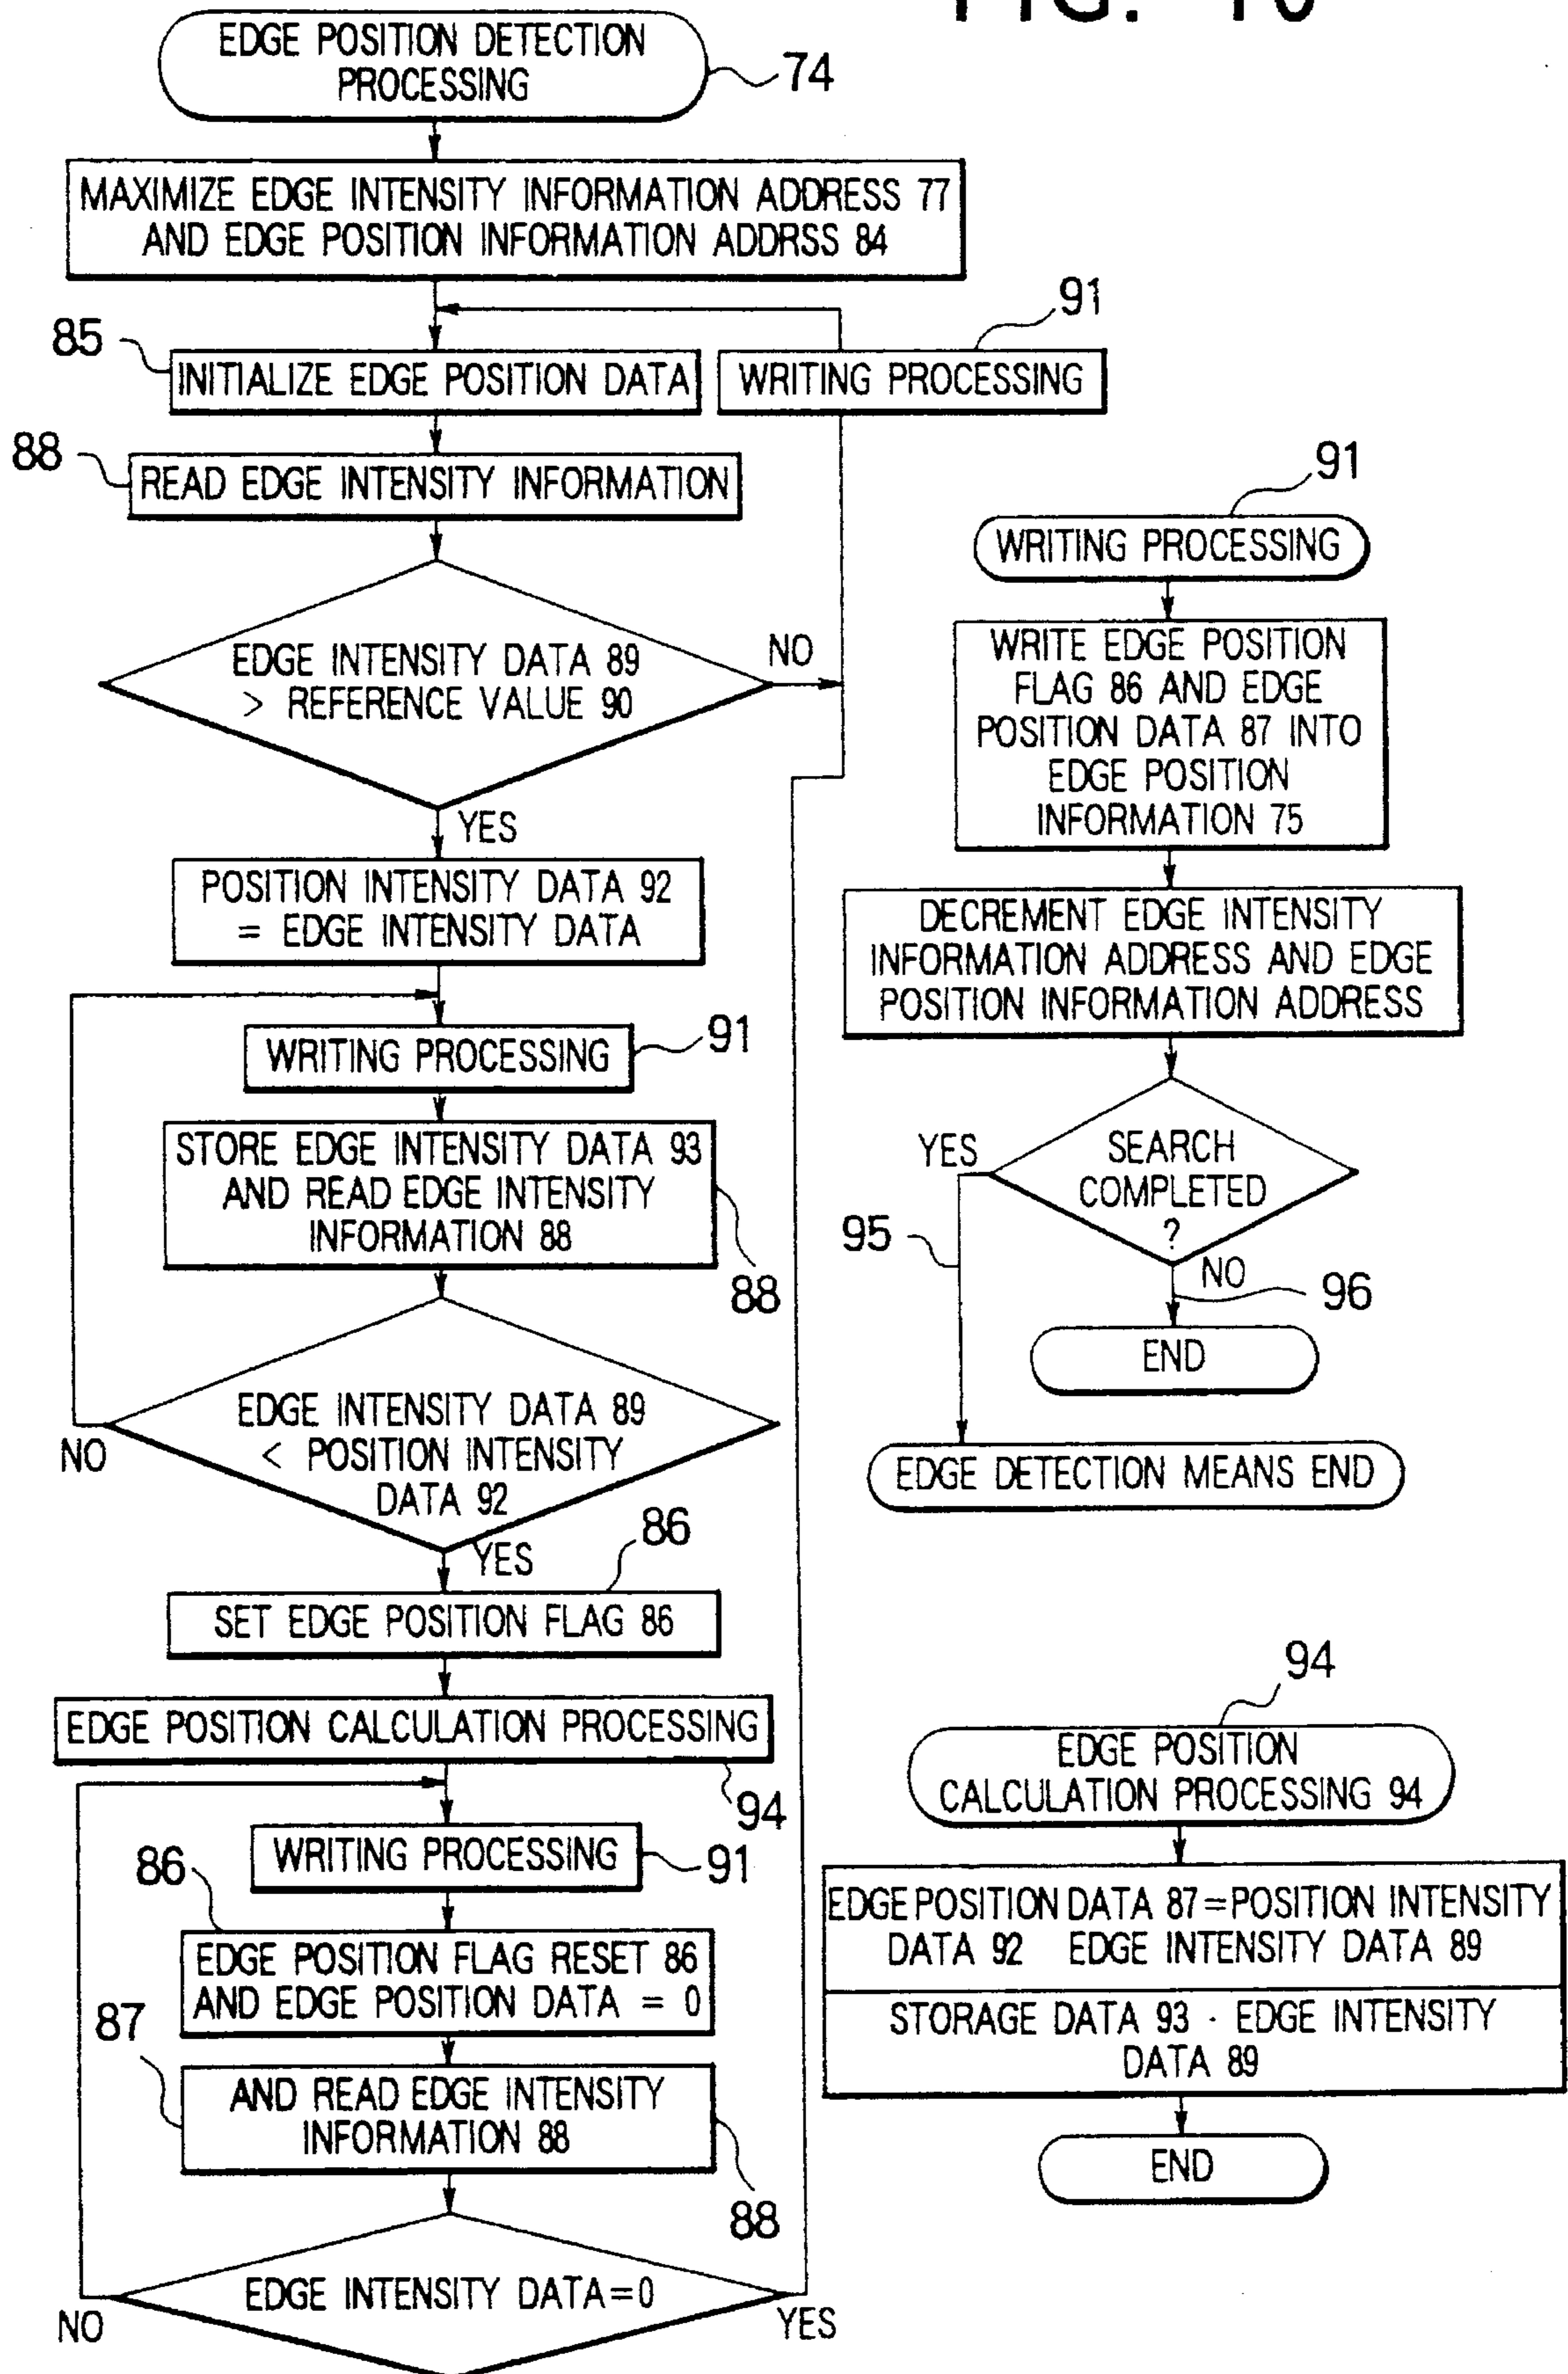 FIG. 10
EDGE POSITION DETECTION
PROCESSING
74
MAXIMIZE EDGE INTENSITY INFORMATION ADDRESS 77
AND EDGE POSITION INFORMATION ADDRSS 84
91
85
INITIALIZE EDGE POSITION DATA
WRITING PROCESSING
88
READ EDGE INTENSITY INFORMATION
EDGE INTENSITY DATA 89
> REFERENCE VALUE 90
NO
YES
POSITION INTENSITY DATA 92
= EDGE INTENSITY DATA
WRITING PROCESSING
91
STORE EDGE INTENSITY DATA 93
AND READ EDGE INTENSITY
INFORMATION 88
88
EDGE INTENSITY DATA 89
< POSITION INTENSITY
DATA 92
NO
YES
86
SET EDGE POSITION FLAG 86
EDGE POSITION CALCULATION PROCESSING
94
WRITING PROCESSING
91
86
EDGE POSITION FLAG RESET 86
AND EDGE POSITION DATA = 0
87
AND READ EDGE INTENSITY
INFORMATION 88
88
EDGE INTENSITY DATA=0
NO
YES
91
WRITING PROCESSING
WRITE EDGE POSITION
FLAG 86 AND EDGE
POSITION DATA 87 INTO
EDGE POSITION
INFORMATION 75
DECREMENT EDGE INTENSITY
INFORMATION ADDRESS AND EDGE
POSITION INFORMATION ADDRESS
SEARCH
COMPLETED
?
YES
95
NO
96
END
EDGE DETECTION MEANS END
94
EDGE POSITION
CALCULATION PROCESSING 94
EDGE POSITION DATA 87=POSITION INTENSITY
DATA 92 EDGE INTENSITY DATA 89
STORAGE DATA 93 · EDGE INTENSITY
DATA 89
END